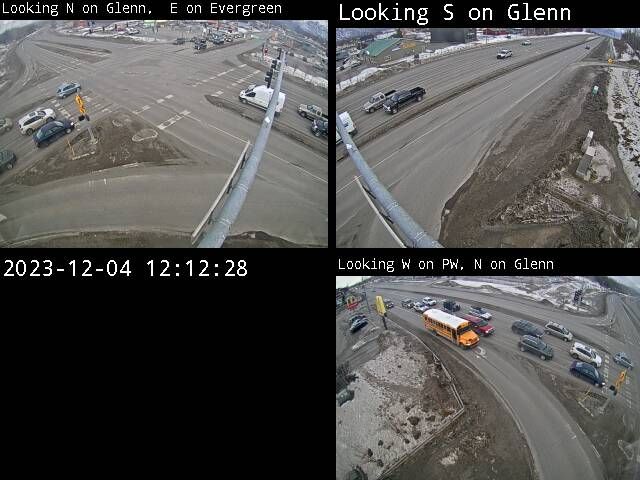 Looking N on Glenn, E on Evergreen
Looking S on Glenn
2023-12-04 12:12:28
Looking W on PW, N on Glenn